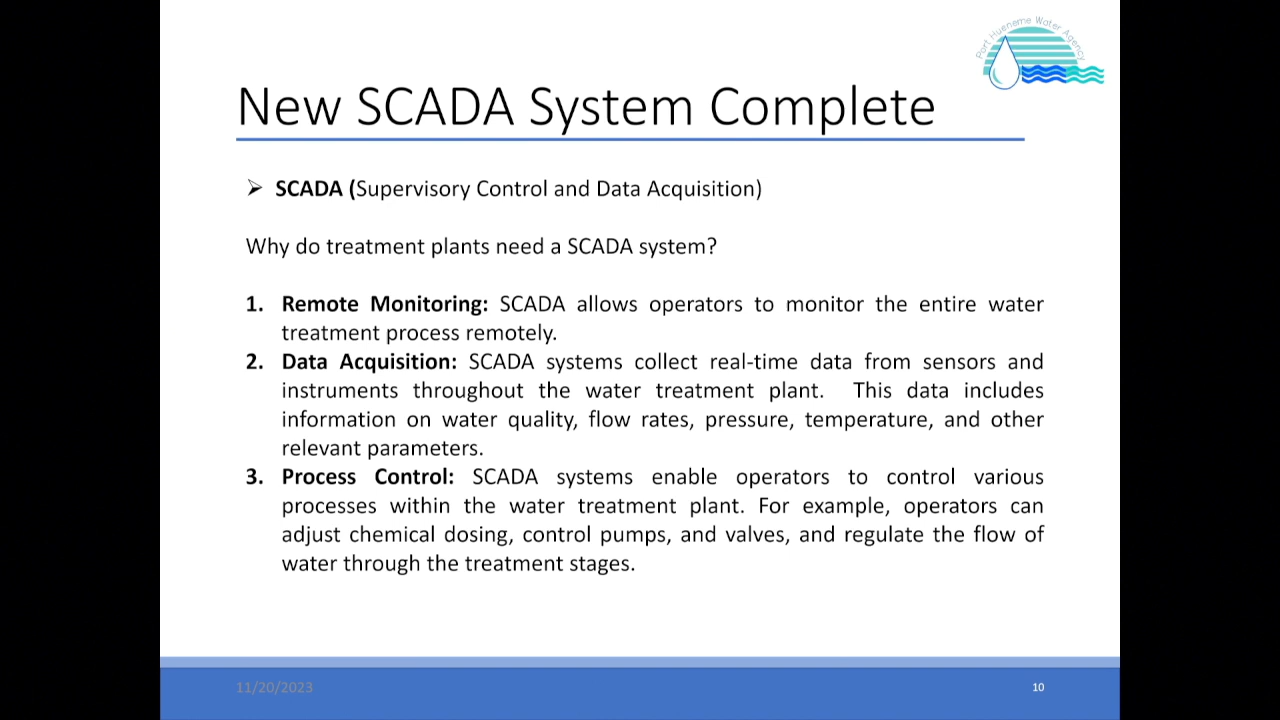 Port Hueneme Water Agency
New SCADA System Complete
➢ SCADA (Supervisory Control and Data Acquisition)
Why do treatment plants need a SCADA system?
1. Remote Monitoring: SCADA allows operators to monitor the entire water
treatment process remotely.
2. Data Acquisition: SCADA systems collect real-time data from sensors and
instruments throughout the water treatment plant.  This data includes
information on water quality, flow rates, pressure, temperature, and other
relevant parameters.
3. Process Control: SCADA systems enable operators to control various
processes within the water treatment plant. For example, operators can
adjust chemical dosing, control pumps, and valves, and regulate the flow of
water through the treatment stages.
11/20/2023
10